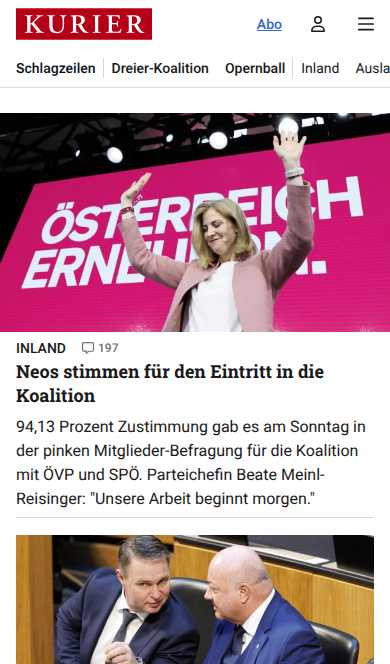 KURIER
Abo
Schlagzeilen
Dreier-Koalition
Opernball
Inland
Ausla
ÖSTERREICH
ERNEUERN.
INLAND
197
Neos stimmen für den Eintritt in die
Koalition
94,13 Prozent Zustimmung gab es am Sonntag in
der pinken Mitglieder-Befragung für die Koalition
mit ÖVP und SPÖ. Parteichefin Beate Meinl-
Reisinger: "Unsere Arbeit beginnt morgen."